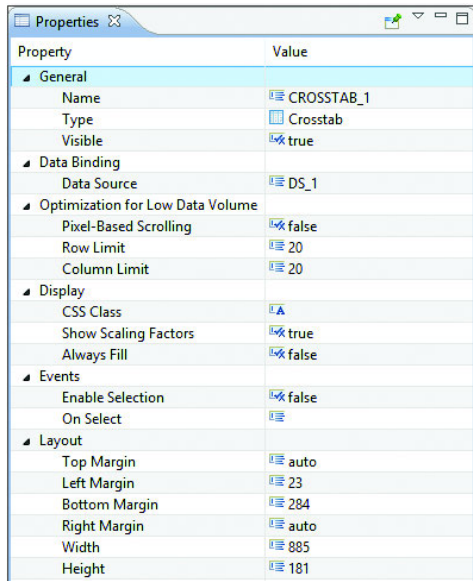 Properties
Property Value
General
Name CROSSTAB_1
Type Crosstab
Visible true
Data Binding
Data Source DS_1
Optimization for Low Data Volume
Pixel-Based Scrolling false
Row Limit 20
Column Limit 20
Display
CSS Class
Show Scaling Factors true
Always Fill false
Events
Enable Selection false
On Select
Layout
Top Margin auto
Left Margin 23
Bottom Margin 284
Right Margin auto
Width 885
Height 181